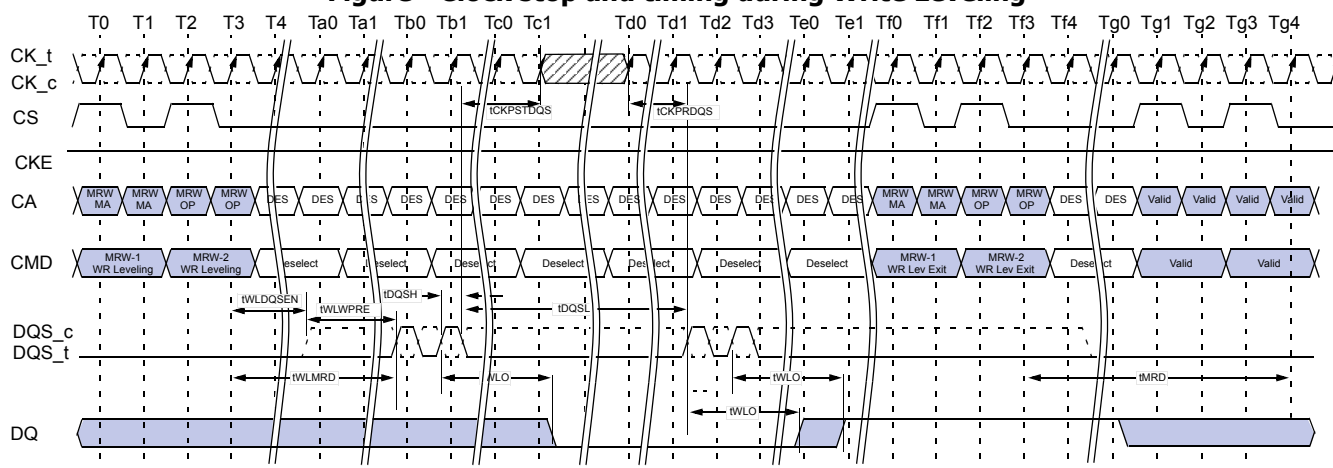 Figure - Clock Stop and timing during Write Leveling
T0 T1 T2 T3 T4 Ta0 Ta1 Tb0 Tb1 Tc0 Tc1 Td0 Td1 Td2 Td3 Te0 Te1 Tf0 Tf1 Tf2 Tf3 Tf4 Tg0 Tg1 Tg2 Tg3 Tg4
CK_t
CK_c
CS
tCKPSTDQS tCKPRDQS
CKE
CA
MRW MA MRW MA MRW OP MRW OP DES DES DES DES DES DES DES DES DES DES DES DES DES DES MRW MA MRW MA MRW OP MRW OP DES DES Valid Valid Valid Valid
CMD
MRW-1 WR Leveling MRW-2 WR Leveling Deselect Deselect Deselect Deselect Deselect Deselect Deselect MRW-1 WR Lev Exit MRW-2 WR Lev Exit Deselect Valid Valid
tWLDQSEN tWLWPRE tDQSH tDQSL
DQS_c
DQS_t
tWLMRD tWLO tWLO tMRD
tWLO
DQ